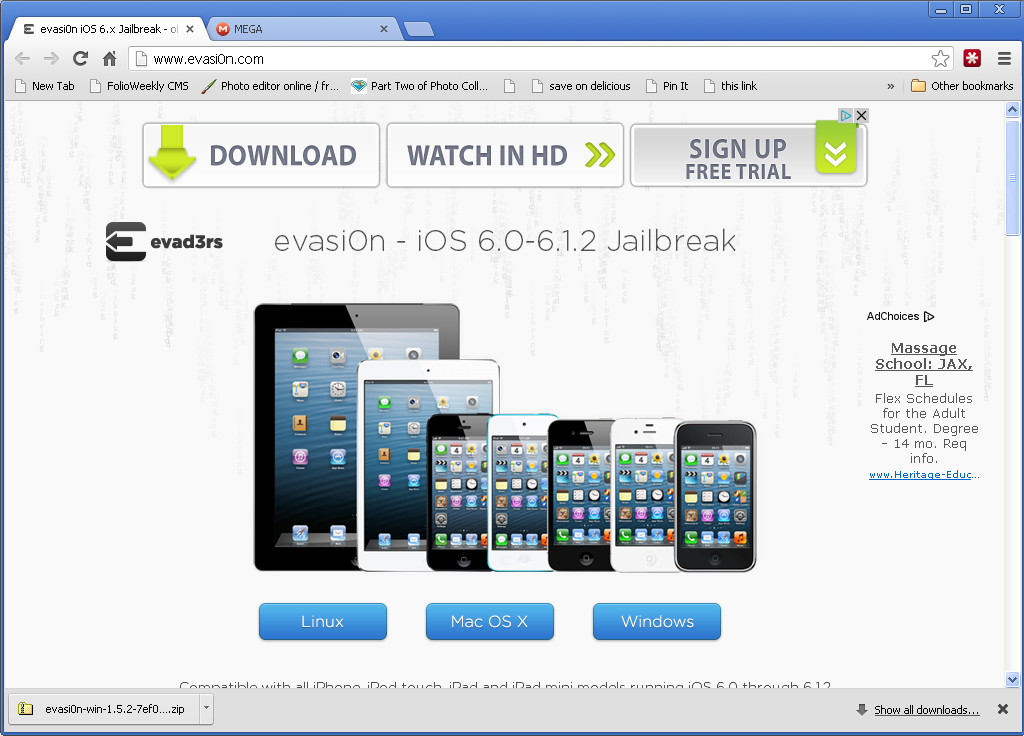 evasi0n iOS 6.x Jailbreak - ol
MEGA
www.evasi0n.com
New Tab
FolioWeekly CMS
Photo editor online / fr...
Part Two of Photo Coll...
save on delicious
Pin It
this link
»
Other bookmarks
DOWNLOAD
WATCH IN HD
SIGN UP
FREE TRIAL
evad3rs
evasi0n - iOS 6.0-6.1.2 Jailbreak
AdChoices
Massage
School: JAX,
FL
Flex Schedules
for the Adult
Student. Degree
- 14 mo. Req
info.
www.Heritage-Educ...
Linux
Mac OS X
Windows
Compatible with all iPhone, iPod touch, iPad and iPad mini models running iOS 6.0 through 6.1.2
evasi0n-win-1.5.2-7ef0....zip
Show all downloads...